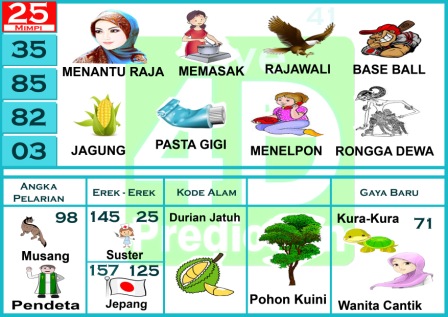 25
MIMPI
35
85
82
03
41
MENANTU RAJA
MEMASAK
RAJAWALI
BASE BALL
JAGUNG
PASTA GIGI
MENELPON
RONGGA DEWA
4D
ANGKA
PELARIAN
EREK - EREK
KODE ALAM
GAYA BARU
98
Musang
Pendeta
145 25
Suster
157 125
Jepang
Durian Jatuh
Pohon Kuini
Kura-Kura
71
Wanita Cantik